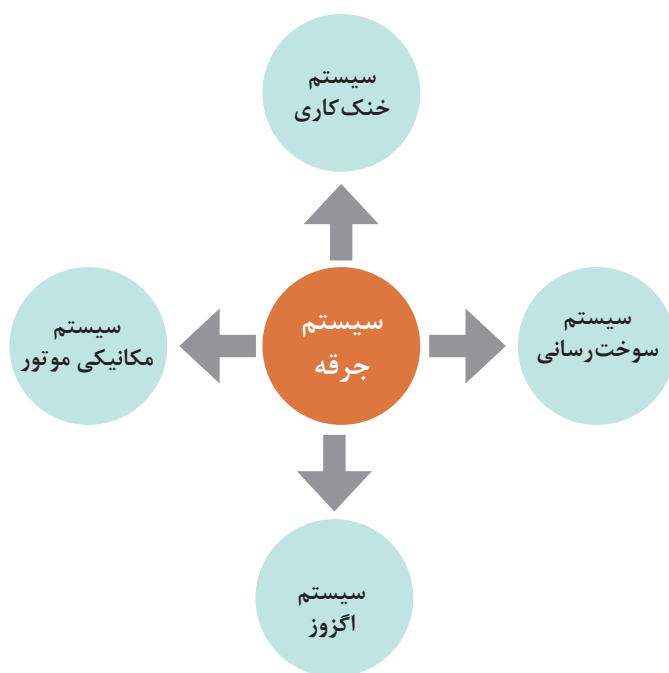 سیستم
خنک‌کاری
سیستم
سوخت‌رسانی
سیستم
جرقه
سیستم
مکانیکی موتور
سیستم
اگزوز